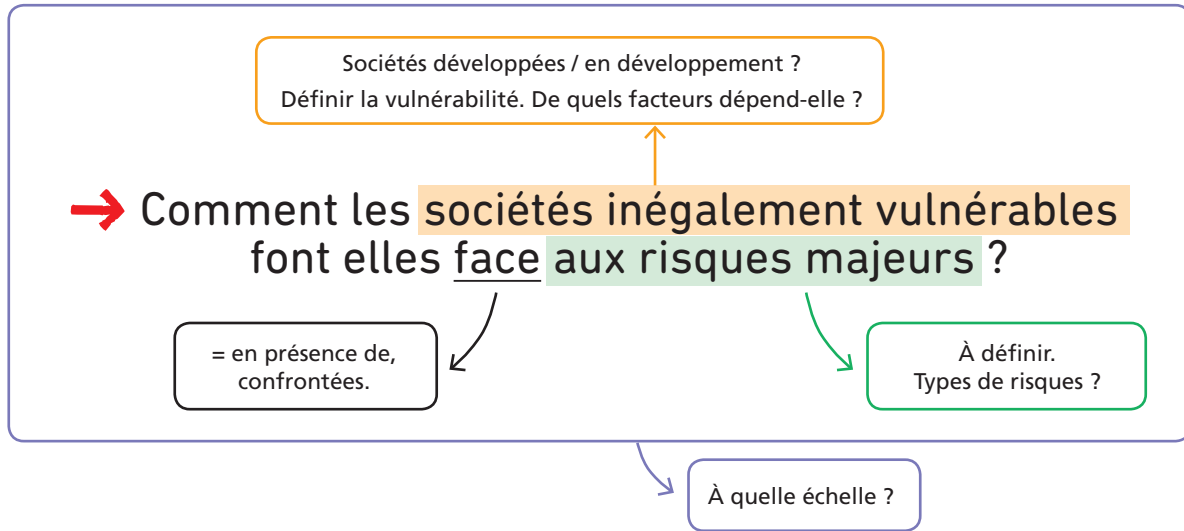 Sociétés développées / en développement ?
Définir la vulnérabilité. De quels facteurs dépend-elle ?
Comment les sociétés inégalement vulnérables
font elles face aux risques majeurs ?
= en présence de,
confrontées.
À définir.
Types de risques ?
À quelle échelle ?